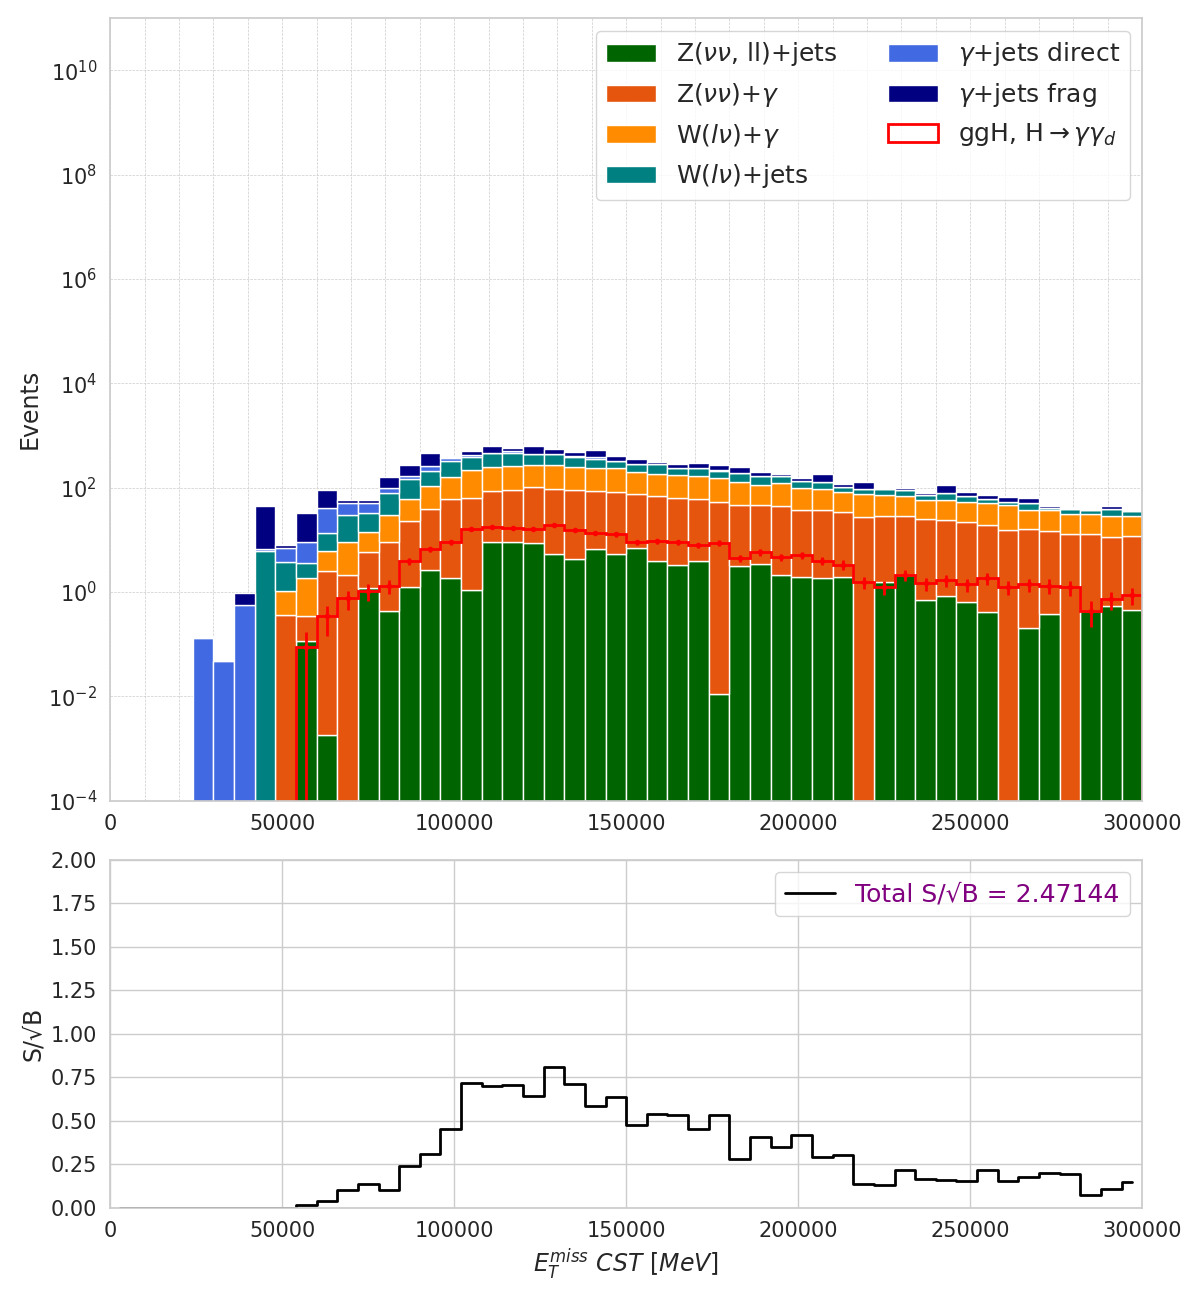 Z(νν, ll)+jets
Z(νν)+γ
W(lν)+γ
W(lν)+jets
γ+jets direct
γ+jets frag
ggH, H→γγ_d
Events
10^10
10^8
10^6
10^4
10^2
10^0
10^−2
10^−4
0 50000 100000 150000 200000 250000 300000
Total S/√B = 2.47144
S/√B
2.00
1.75
1.50
1.25
1.00
0.75
0.50
0.25
0.00
0 50000 100000 150000 200000 250000 300000
E_T^miss CST [MeV]